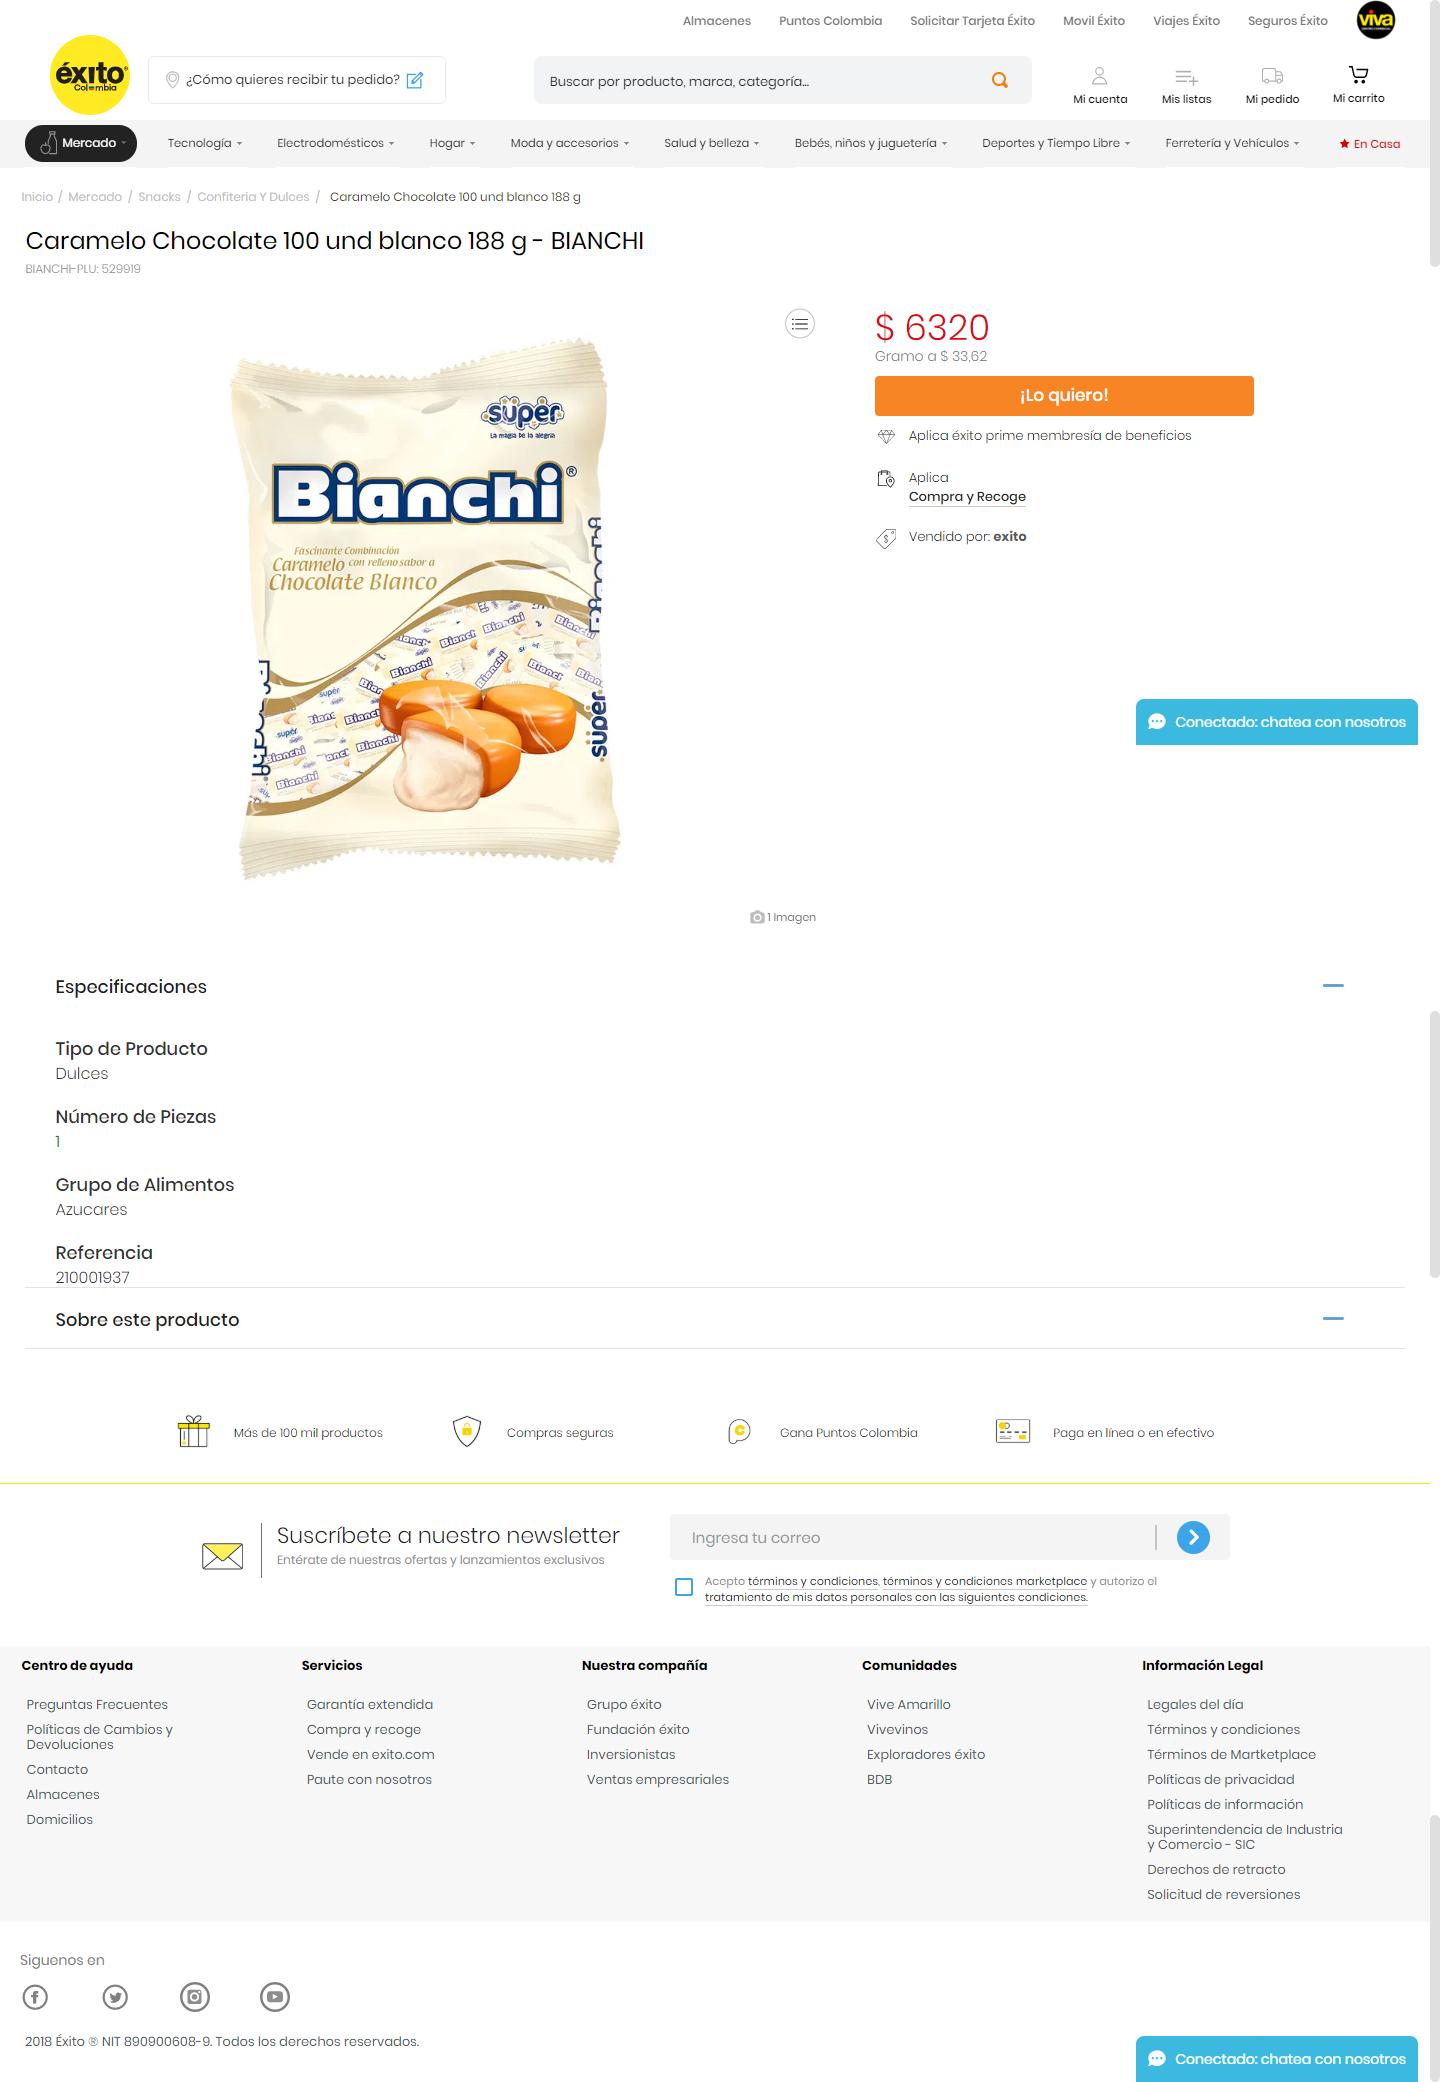 Almacenes Puntos Colombia Solicitar Tarjeta Éxito Movil Éxito Viajes Éxito Seguros Éxito viva
éxito
Colombia
¿Cómo quieres recibir tu pedido?
Buscar por producto, marca, categoría...
Mi cuenta Mis listas Mi pedido Mi carrito
Mercado Tecnología Electrodomésticos Hogar Moda y accesorios Salud y belleza Bebés, niños y juguetería Deportes y Tiempo Libre Ferretería y Vehículos En Casa
Inicio / Mercado / Snacks / Confiteria Y Dulces / Caramelo Chocolate 100 und blanco 188 g
Caramelo Chocolate 100 und blanco 188 g - BIANCHI
BIANCHI-PLU: 529919
süper
La magia de la alegría
Bianchi®
Fascinante Combinación
Caramelo con relleno sabor a
Chocolate Blanco
Bianchi
süper
1 Imagen
$ 6320
Gramo a $ 33,62
¡Lo quiero!
Aplica éxito prime membresía de beneficios
Aplica
Compra y Recoge
Vendido por: exito
Conectado: chatea con nosotros
Especificaciones
Tipo de Producto
Dulces
Número de Piezas
1
Grupo de Alimentos
Azucares
Referencia
210001937
Sobre este producto
Más de 100 mil productos
Compras seguras
Gana Puntos Colombia
Paga en línea o en efectivo
Suscríbete a nuestro newsletter
Entérate de nuestras ofertas y lanzamientos exclusivos
Ingresa tu correo
Acepto términos y condiciones, términos y condiciones marketplace y autorizo el
tratamiento de mis datos personales con las siguientes condiciones.
Centro de ayuda
Preguntas Frecuentes
Políticas de Cambios y
Devoluciones
Contacto
Almacenes
Domicilios
Servicios
Garantía extendida
Compra y recoge
Vende en exito.com
Paute con nosotros
Nuestra compañía
Grupo éxito
Fundación éxito
Inversionistas
Ventas empresariales
Comunidades
Vive Amarillo
Vivevinos
Exploradores éxito
BDB
Información Legal
Legales del día
Términos y condiciones
Términos de Martketplace
Políticas de privacidad
Políticas de información
Superintendencia de Industria
y Comercio - SIC
Derechos de retracto
Solicitud de reversiones
Siguenos en
2018 Éxito ® NIT 890900608-9. Todos los derechos reservados.
Conectado: chatea con nosotros